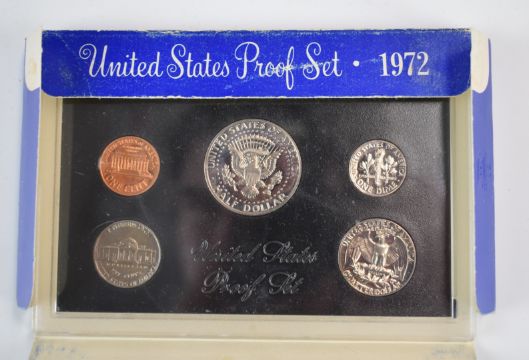 United States Proof Set · 1972
UNITED STATES OF AMERICA
HALF DOLLAR
ONE CENT
ONE DIME
QUARTER DOLLAR
United States
Proof Set